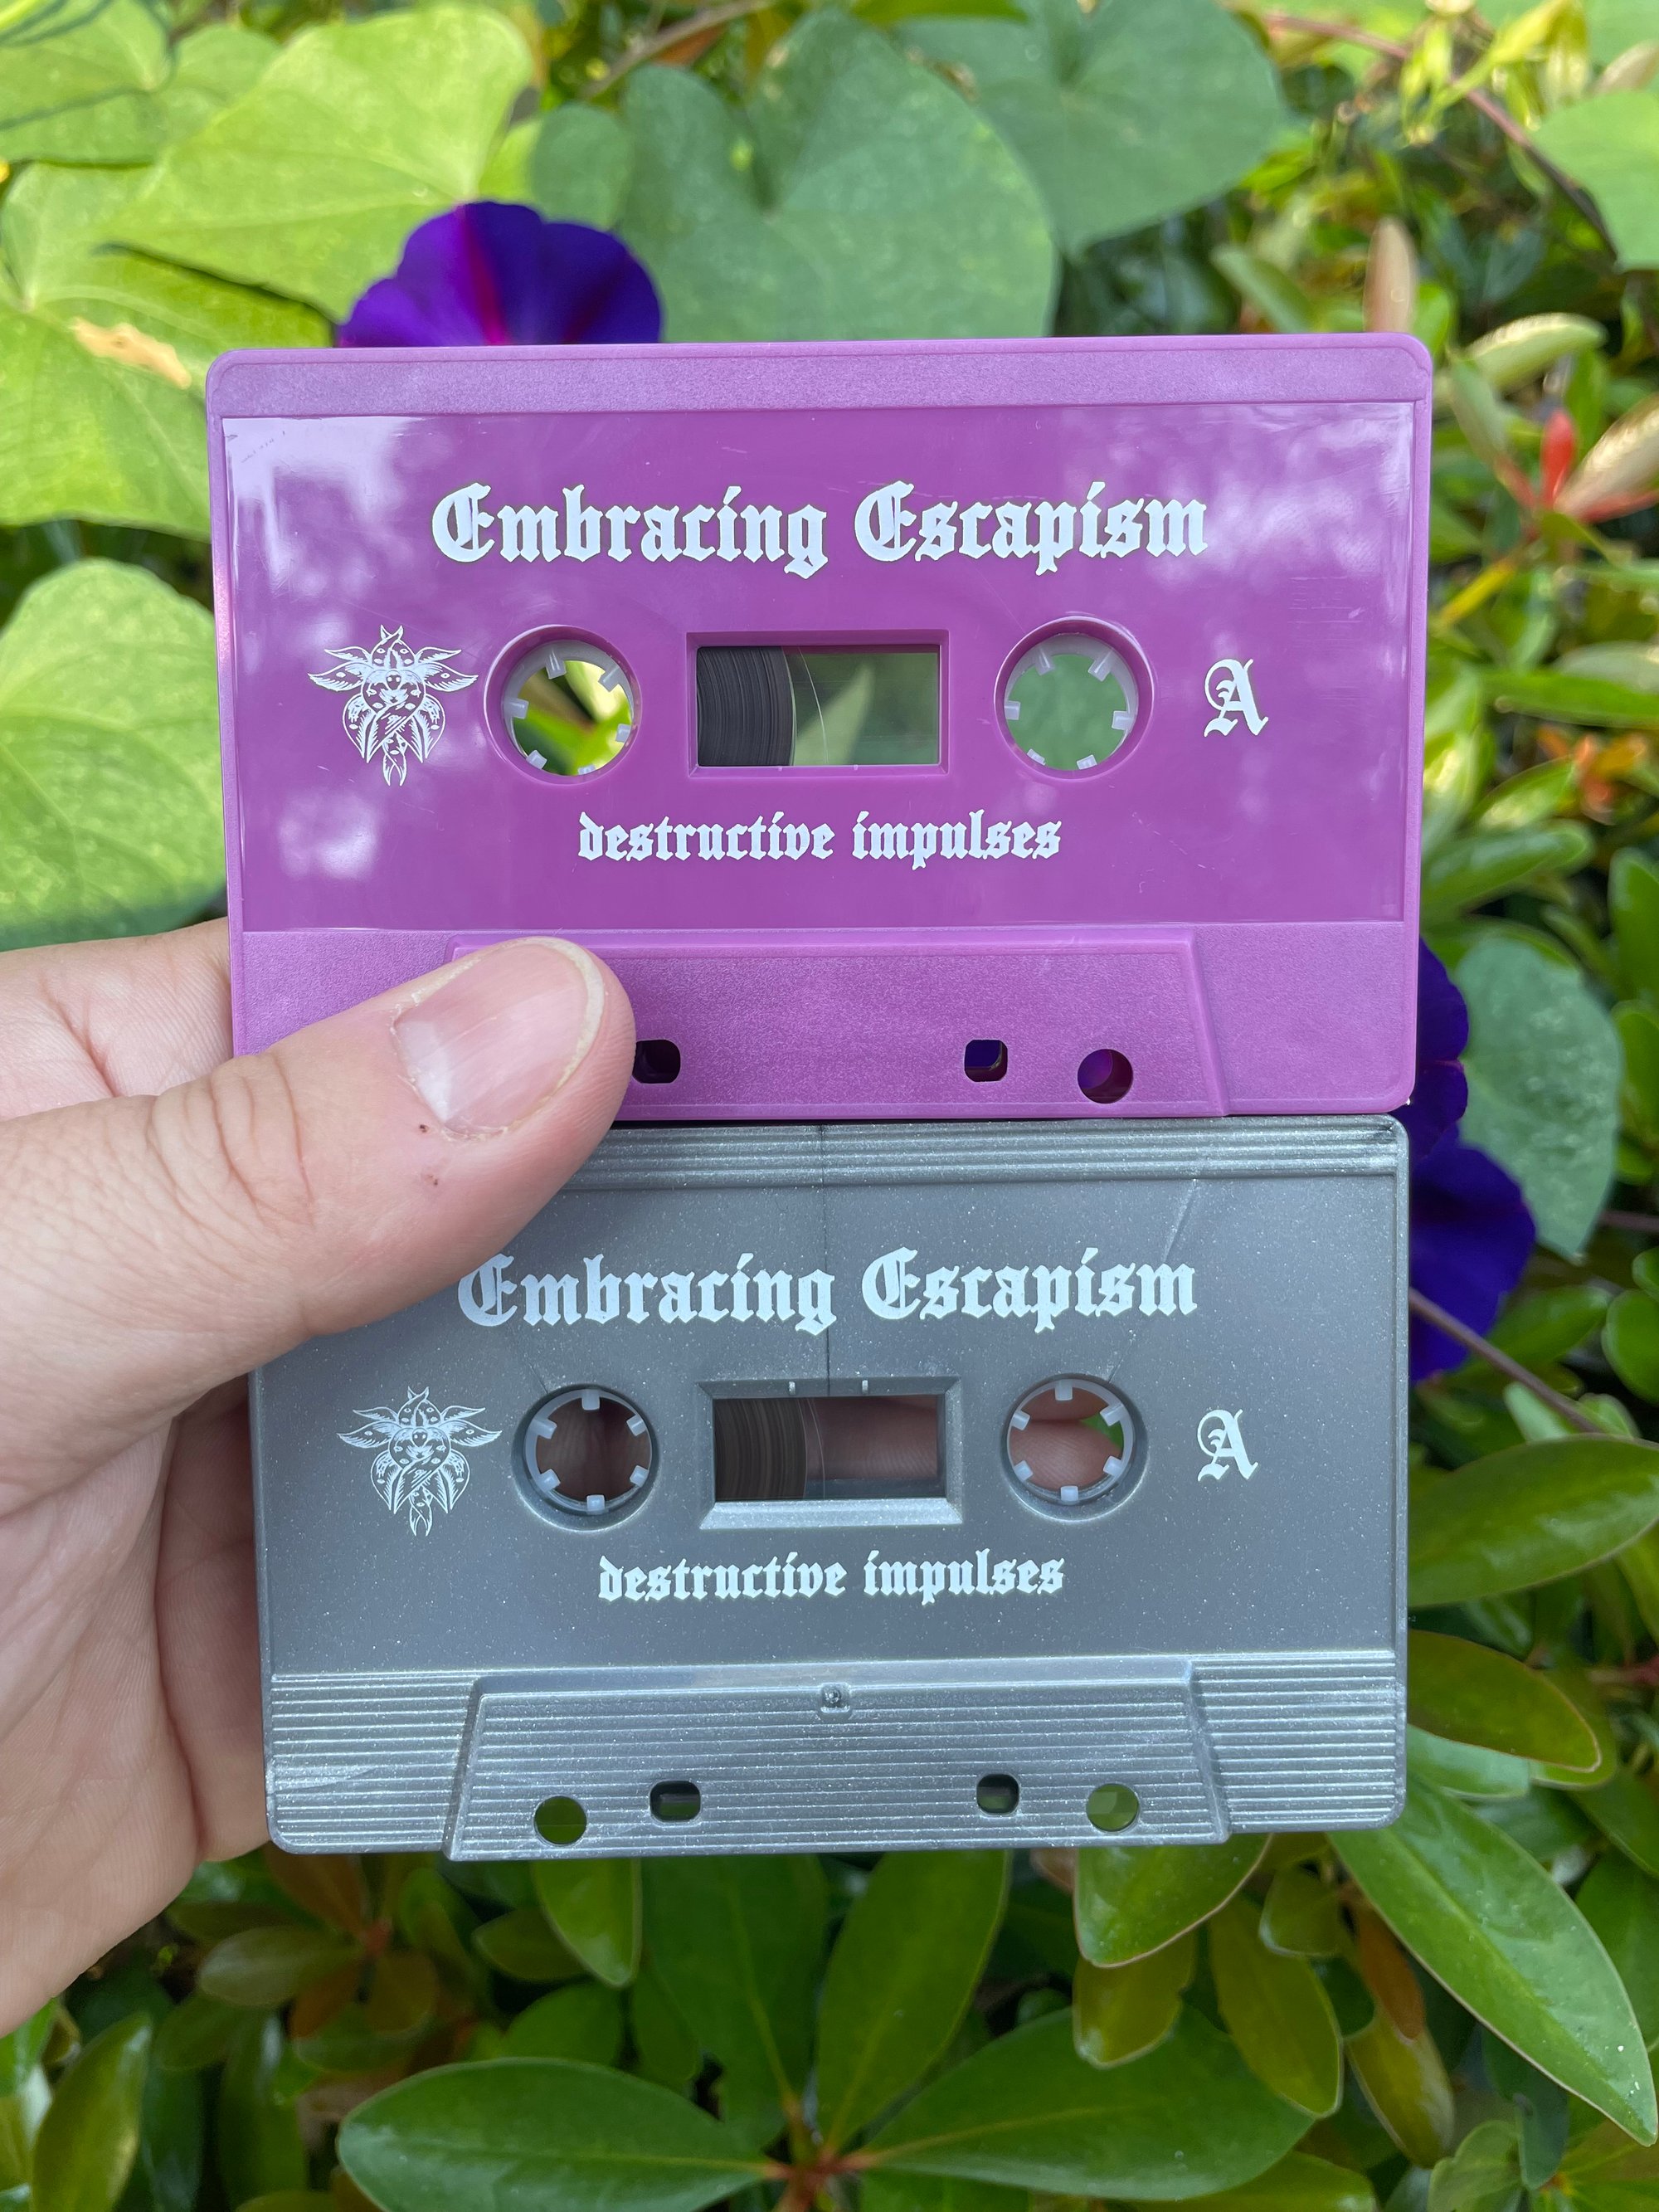 Embracing Escapism
A
destructive impulses
Embracing Escapism
A
destructive impulses